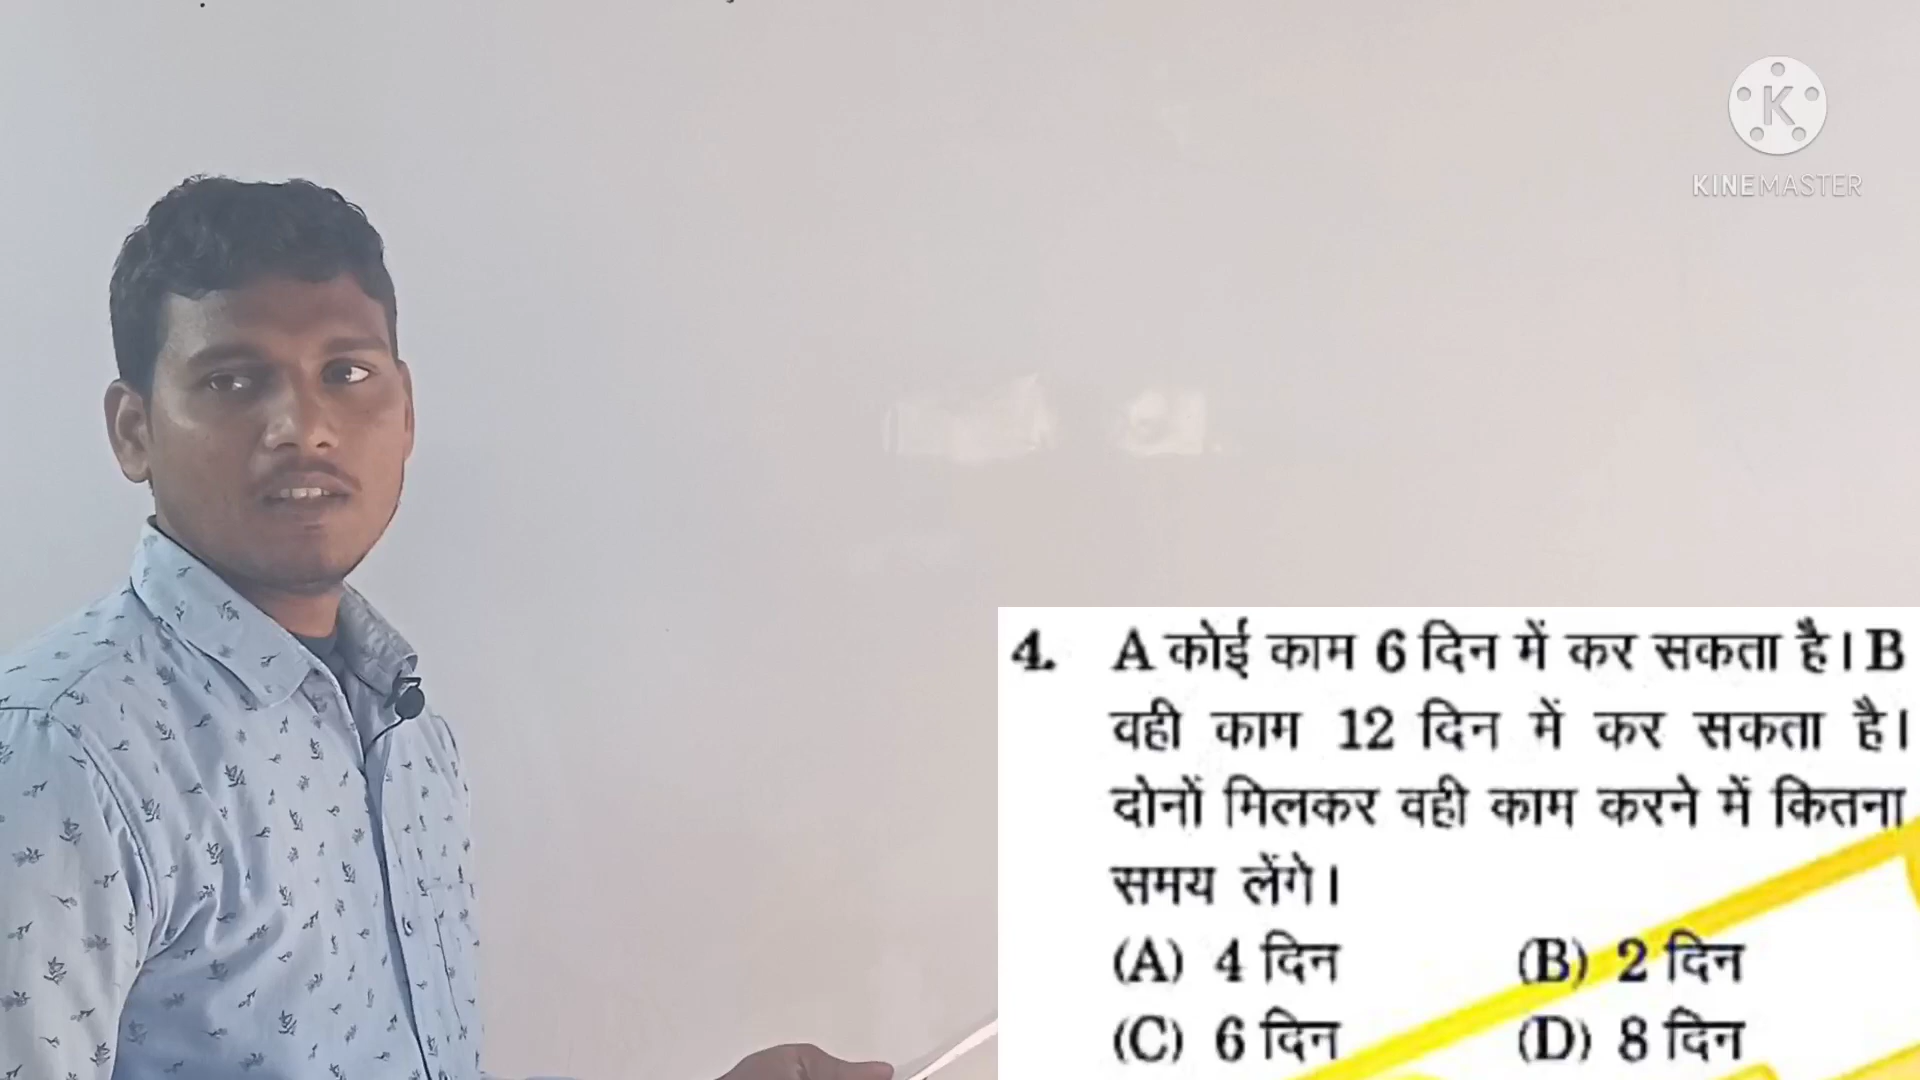 KINEMASTER
4. A कोई काम 6 दिन में कर सकता है। B
वही काम 12 दिन में कर सकता है।
दोनों मिलकर वही काम करने में कितना
समय लेंगे।
(A) 4 दिन (B) 2 दिन
(C) 6 दिन (D) 8 दिन